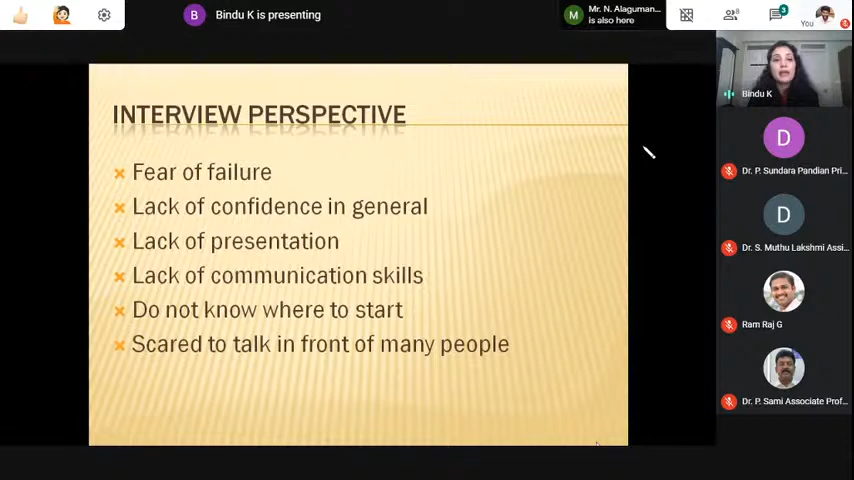 Bindu K is presenting
Mr. N. Alaguman...
is also here
8
3
You
INTERVIEW PERSPECTIVE
Fear of failure
Lack of confidence in general
Lack of presentation
Lack of communication skills
Do not know where to start
Scared to talk in front of many people
B
M
Bindu K
D
Dr. P. Sundara Pandian Pri...
D
Dr. S. Muthu Lakshmi Assi...
Ram Raj G
Dr. P. Sami Associate Prof...